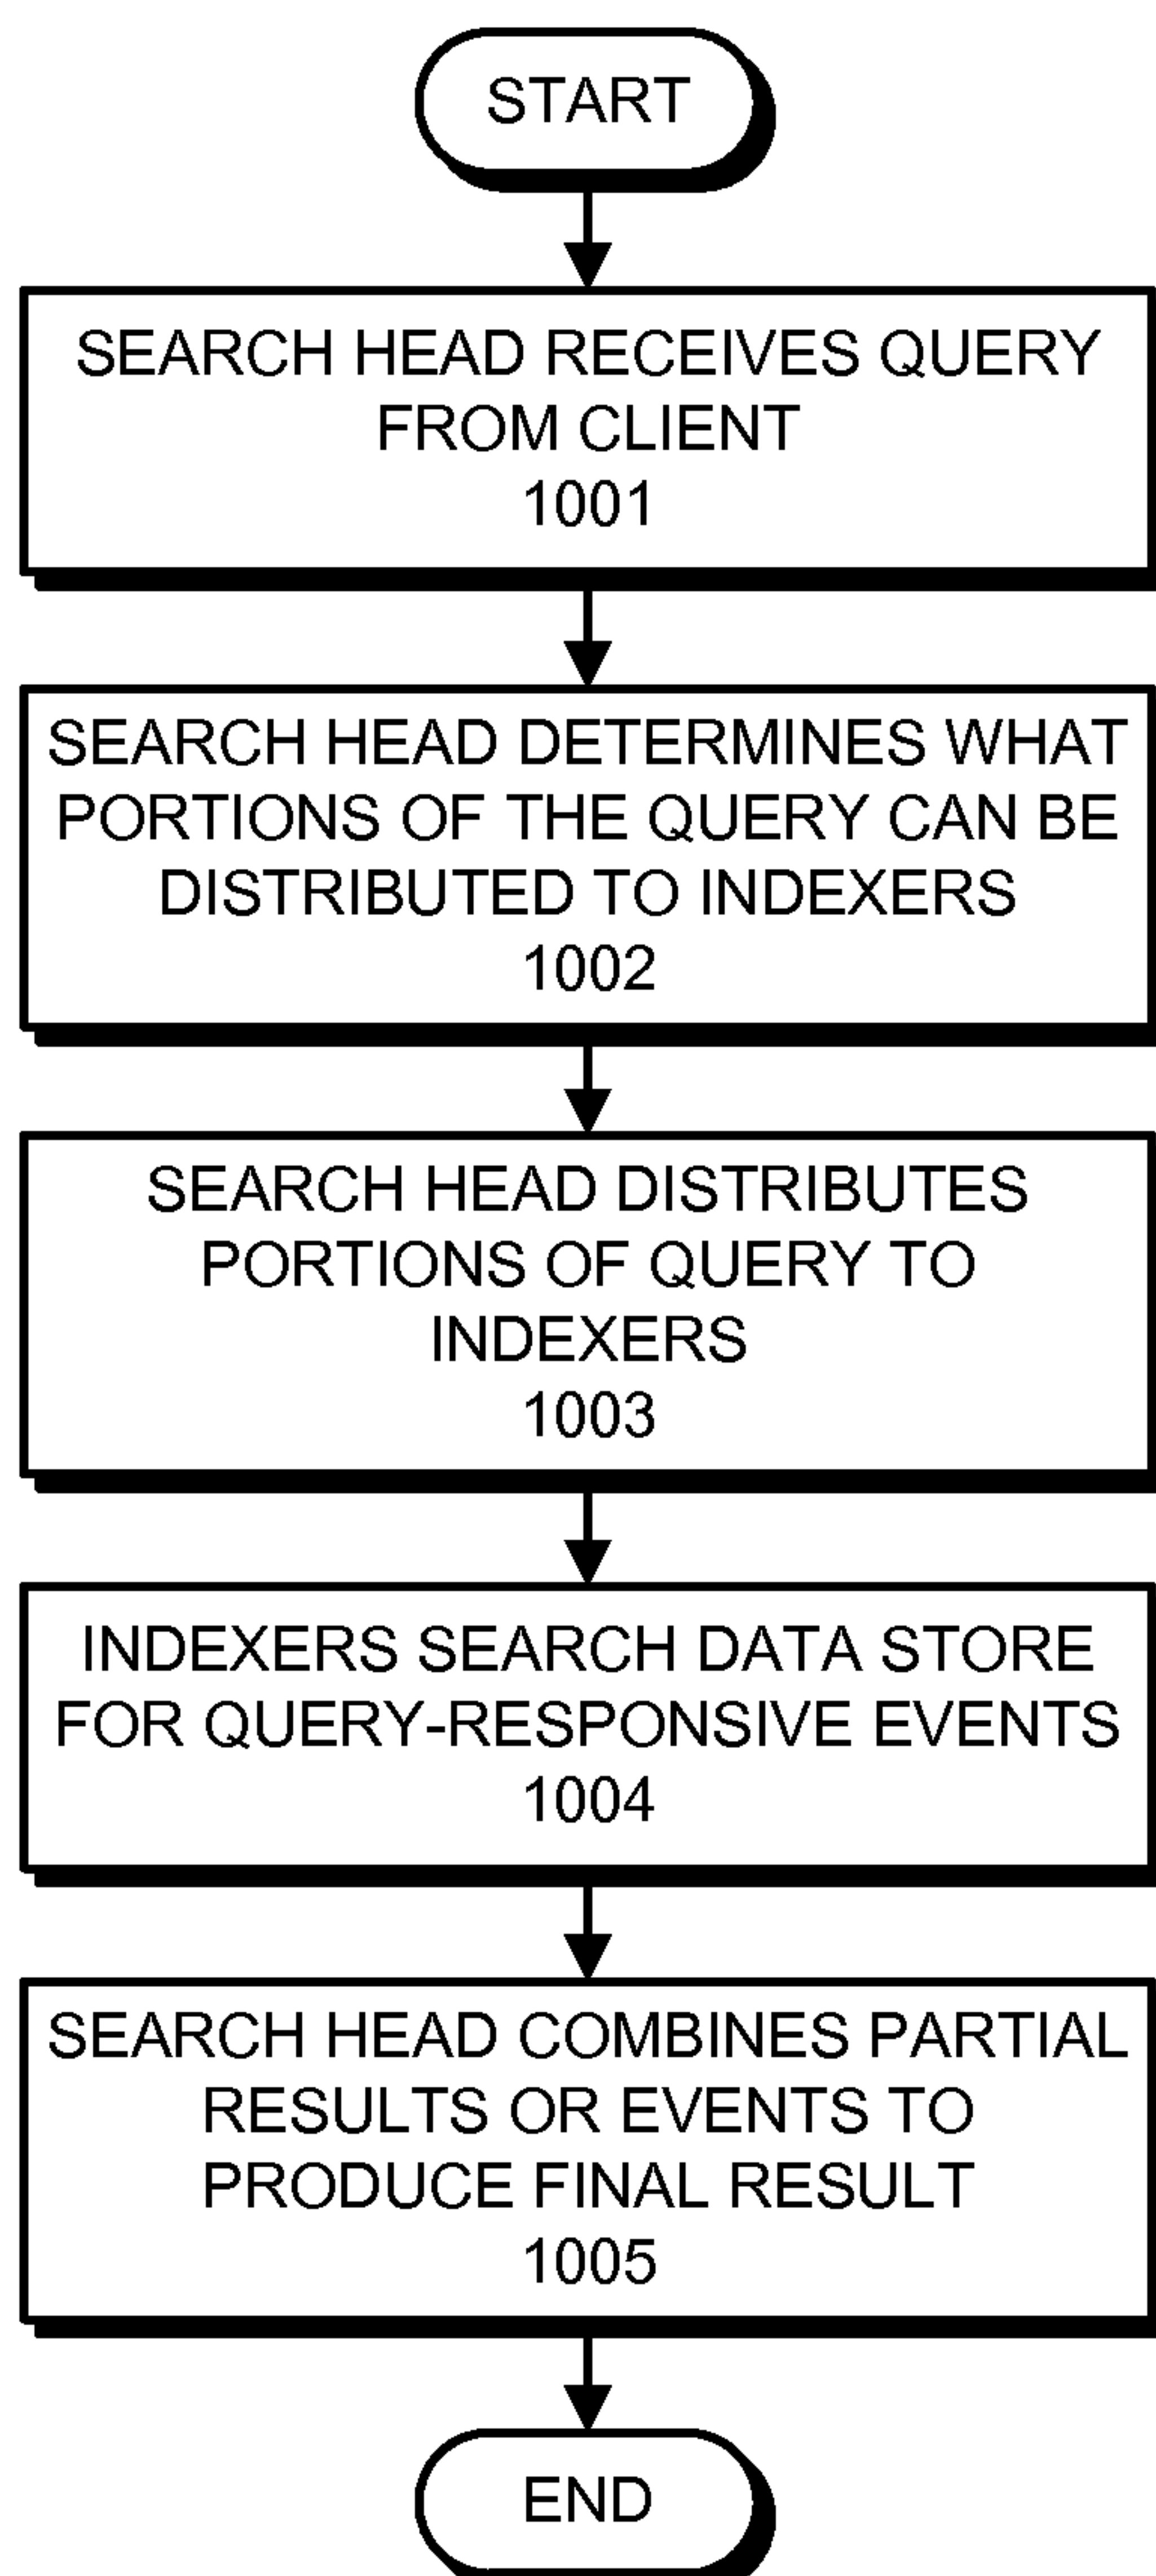 START
SEARCH HEAD RECEIVES QUERY
FROM CLIENT
1001
SEARCH HEAD DETERMINES WHAT
PORTIONS OF THE QUERY CAN BE
DISTRIBUTED TO INDEXERS
1002
SEARCH HEAD DISTRIBUTES
PORTIONS OF QUERY TO
INDEXERS
1003
INDEXERS SEARCH DATA STORE
FOR QUERY-RESPONSIVE EVENTS
1004
SEARCH HEAD COMBINES PARTIAL
RESULTS OR EVENTS TO
PRODUCE FINAL RESULT
1005
END